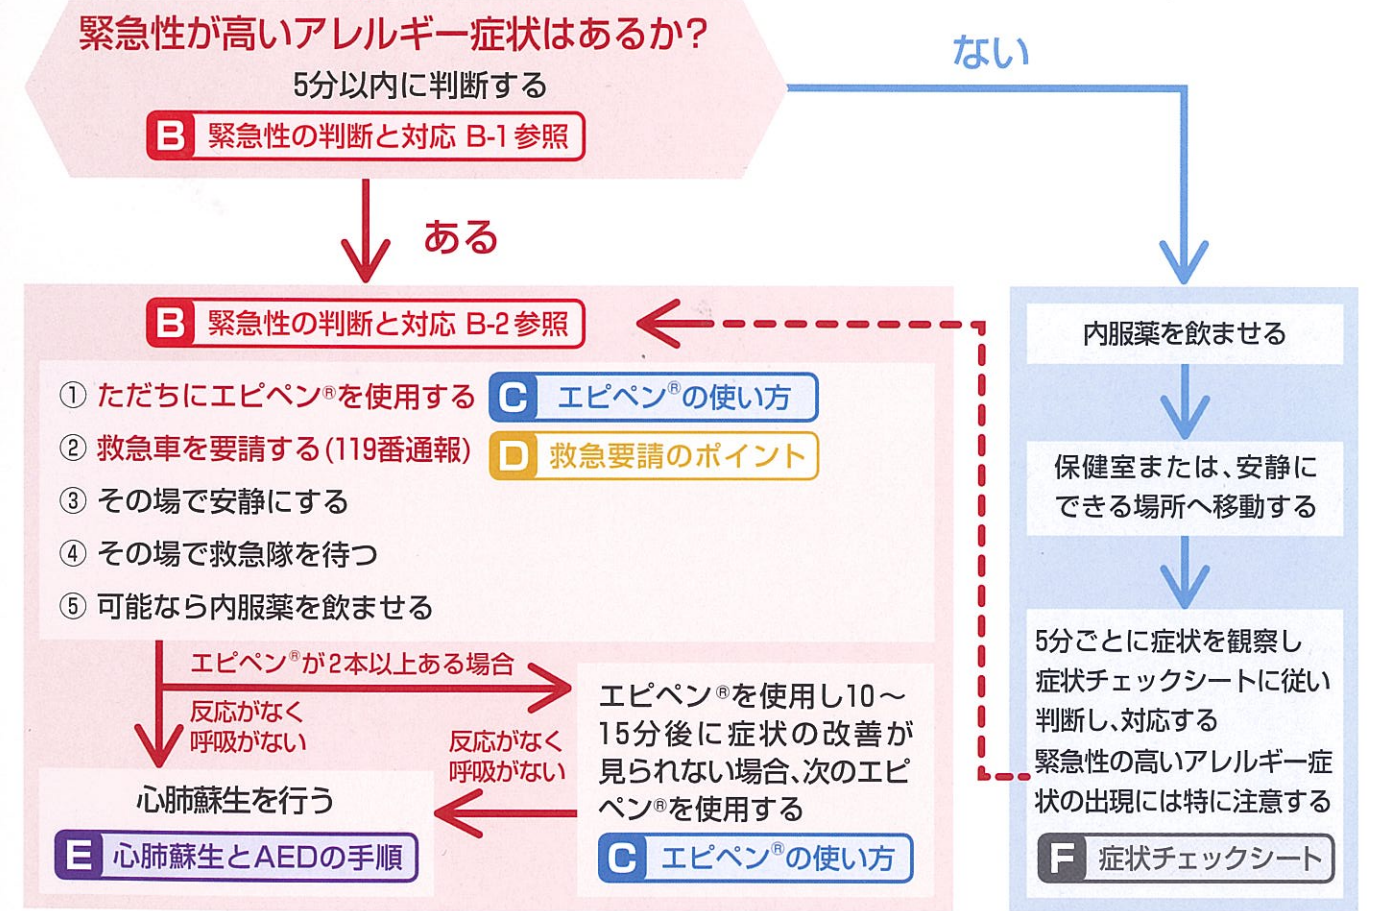 緊急性が高いアレルギー症状はあるか?
5分以内に判断する
B 緊急性の判断と対応 B-1参照
ない
ある
B 緊急性の判断と対応 B-2参照
① ただちにエピペン®を使用する C エピペン®の使い方
② 救急車を要請する(119番通報) D 救急要請のポイント
③ その場で安静にする
④ その場で救急隊を待つ
⑤ 可能なら内服薬を飲ませる
エピペン®が2本以上ある場合
反応がなく
呼吸がない
反応がなく
呼吸がない
エピペン®を使用し10〜
15分後に症状の改善が
見られない場合、次のエピ
ペン®を使用する
C エピペン®の使い方
心肺蘇生を行う
E 心肺蘇生とAEDの手順
内服薬を飲ませる
保健室または、安静に
できる場所へ移動する
5分ごとに症状を観察し
症状チェックシートに従い
判断し、対応する
緊急性の高いアレルギー症
状の出現には特に注意する
F 症状チェックシート